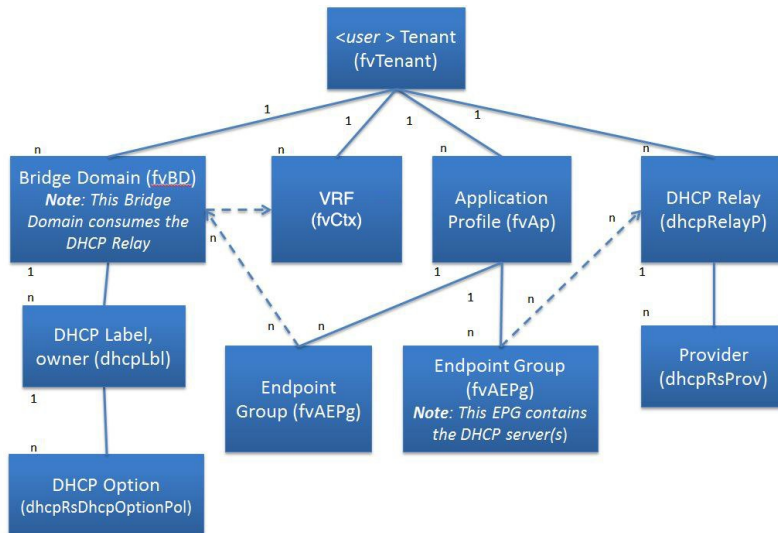 <user > Tenant
(fvTenant)
1
1
1
1
n
n
n
n
Bridge Domain (fvBD)
Note: This Bridge
Domain consumes the
DHCP Relay
VRF
(fvCtx)
Application
Profile (fvAp)
DHCP Relay
(dhcpRelayP)
n
n
1
1
1
1
n
n
n
n
n
n
DHCP Label,
owner (dhcpLbl)
Endpoint
Group (fvAEPg)
Endpoint Group
(fvAEPg)
Note: This EPG contains
the DHCP server(s)
Provider
(dhcpRsProv)
1
n
DHCP Option
(dhcpRsDhcpOptionPol)